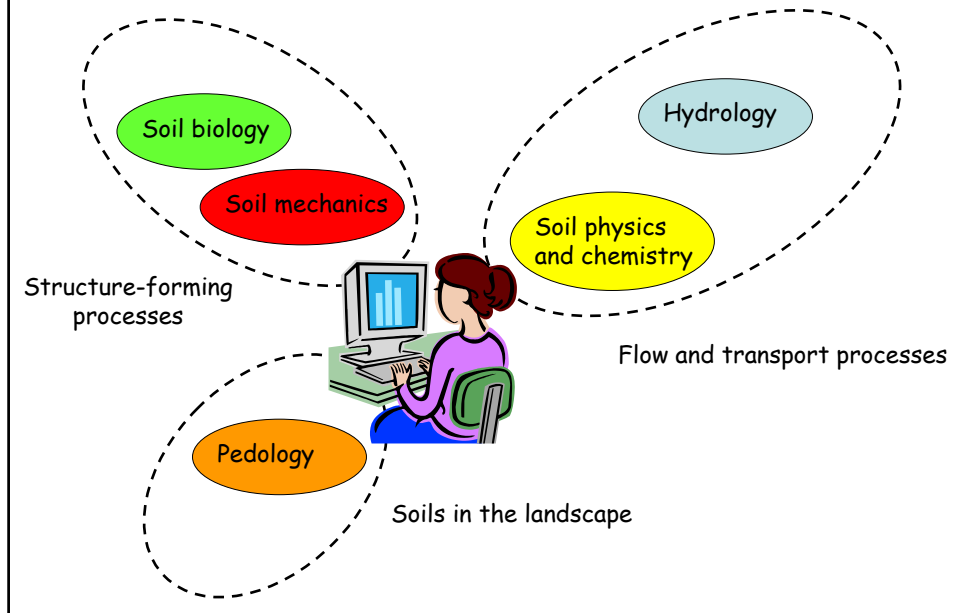 Soil biology
Soil mechanics
Structure-forming
processes
Hydrology
Soil physics
and chemistry
Flow and transport processes
Pedology
Soils in the landscape